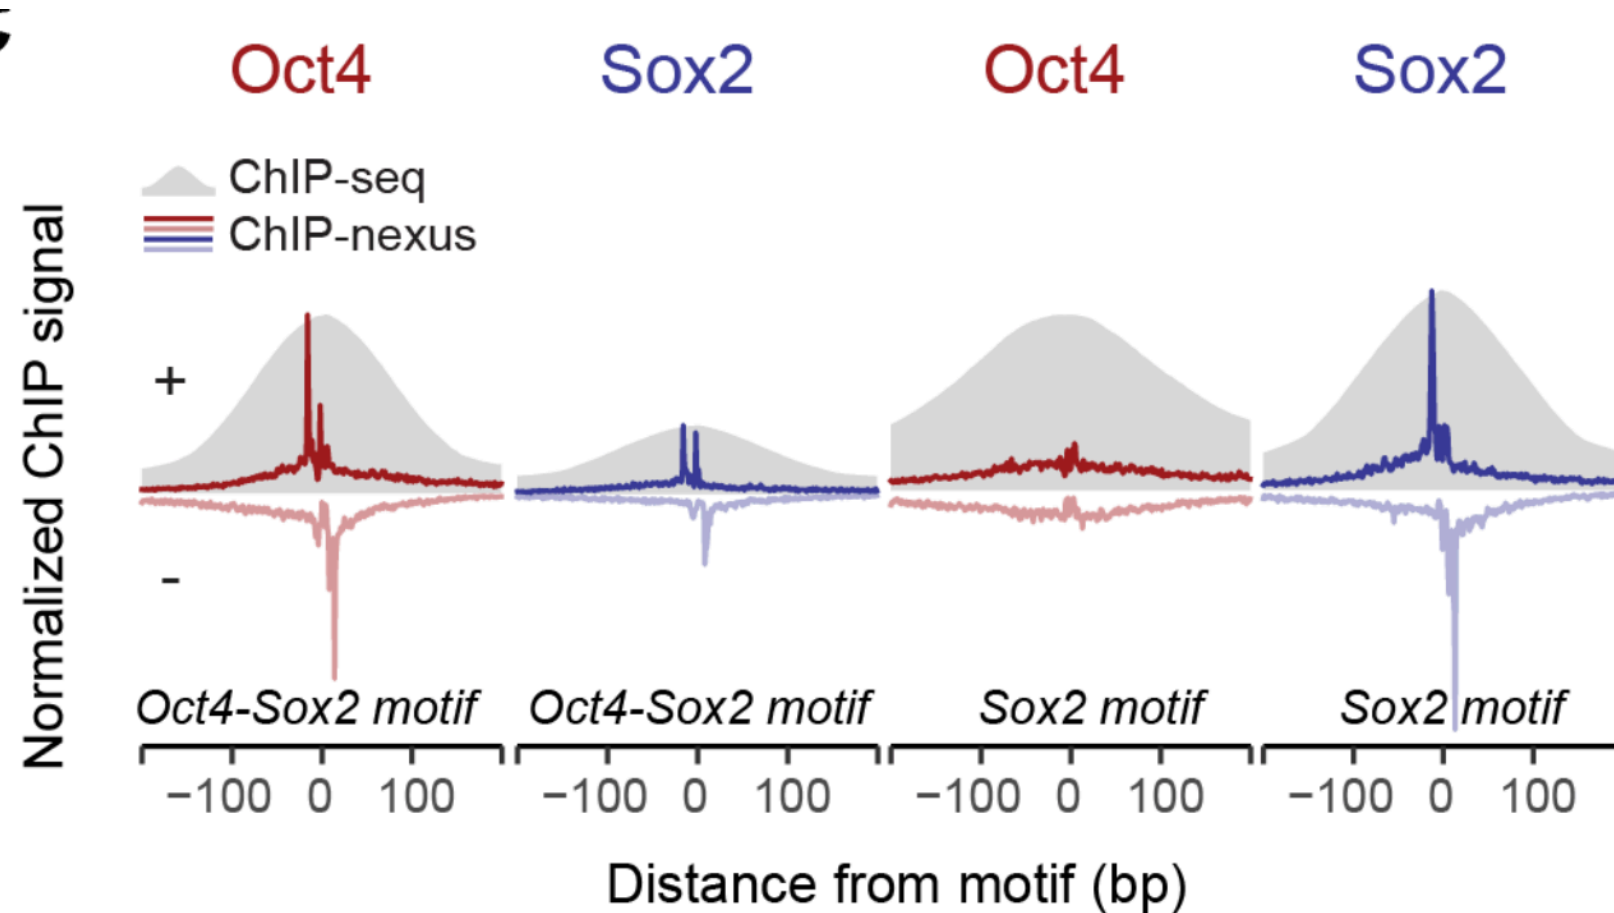 Oct4 Sox2 Oct4 Sox2
ChIP-seq
ChIP-nexus
Normalized ChIP signal
+
-
Oct4-Sox2 motif Oct4-Sox2 motif Sox2 motif Sox2 motif
−100 0 100 −100 0 100 −100 0 100 −100 0 100
Distance from motif (bp)